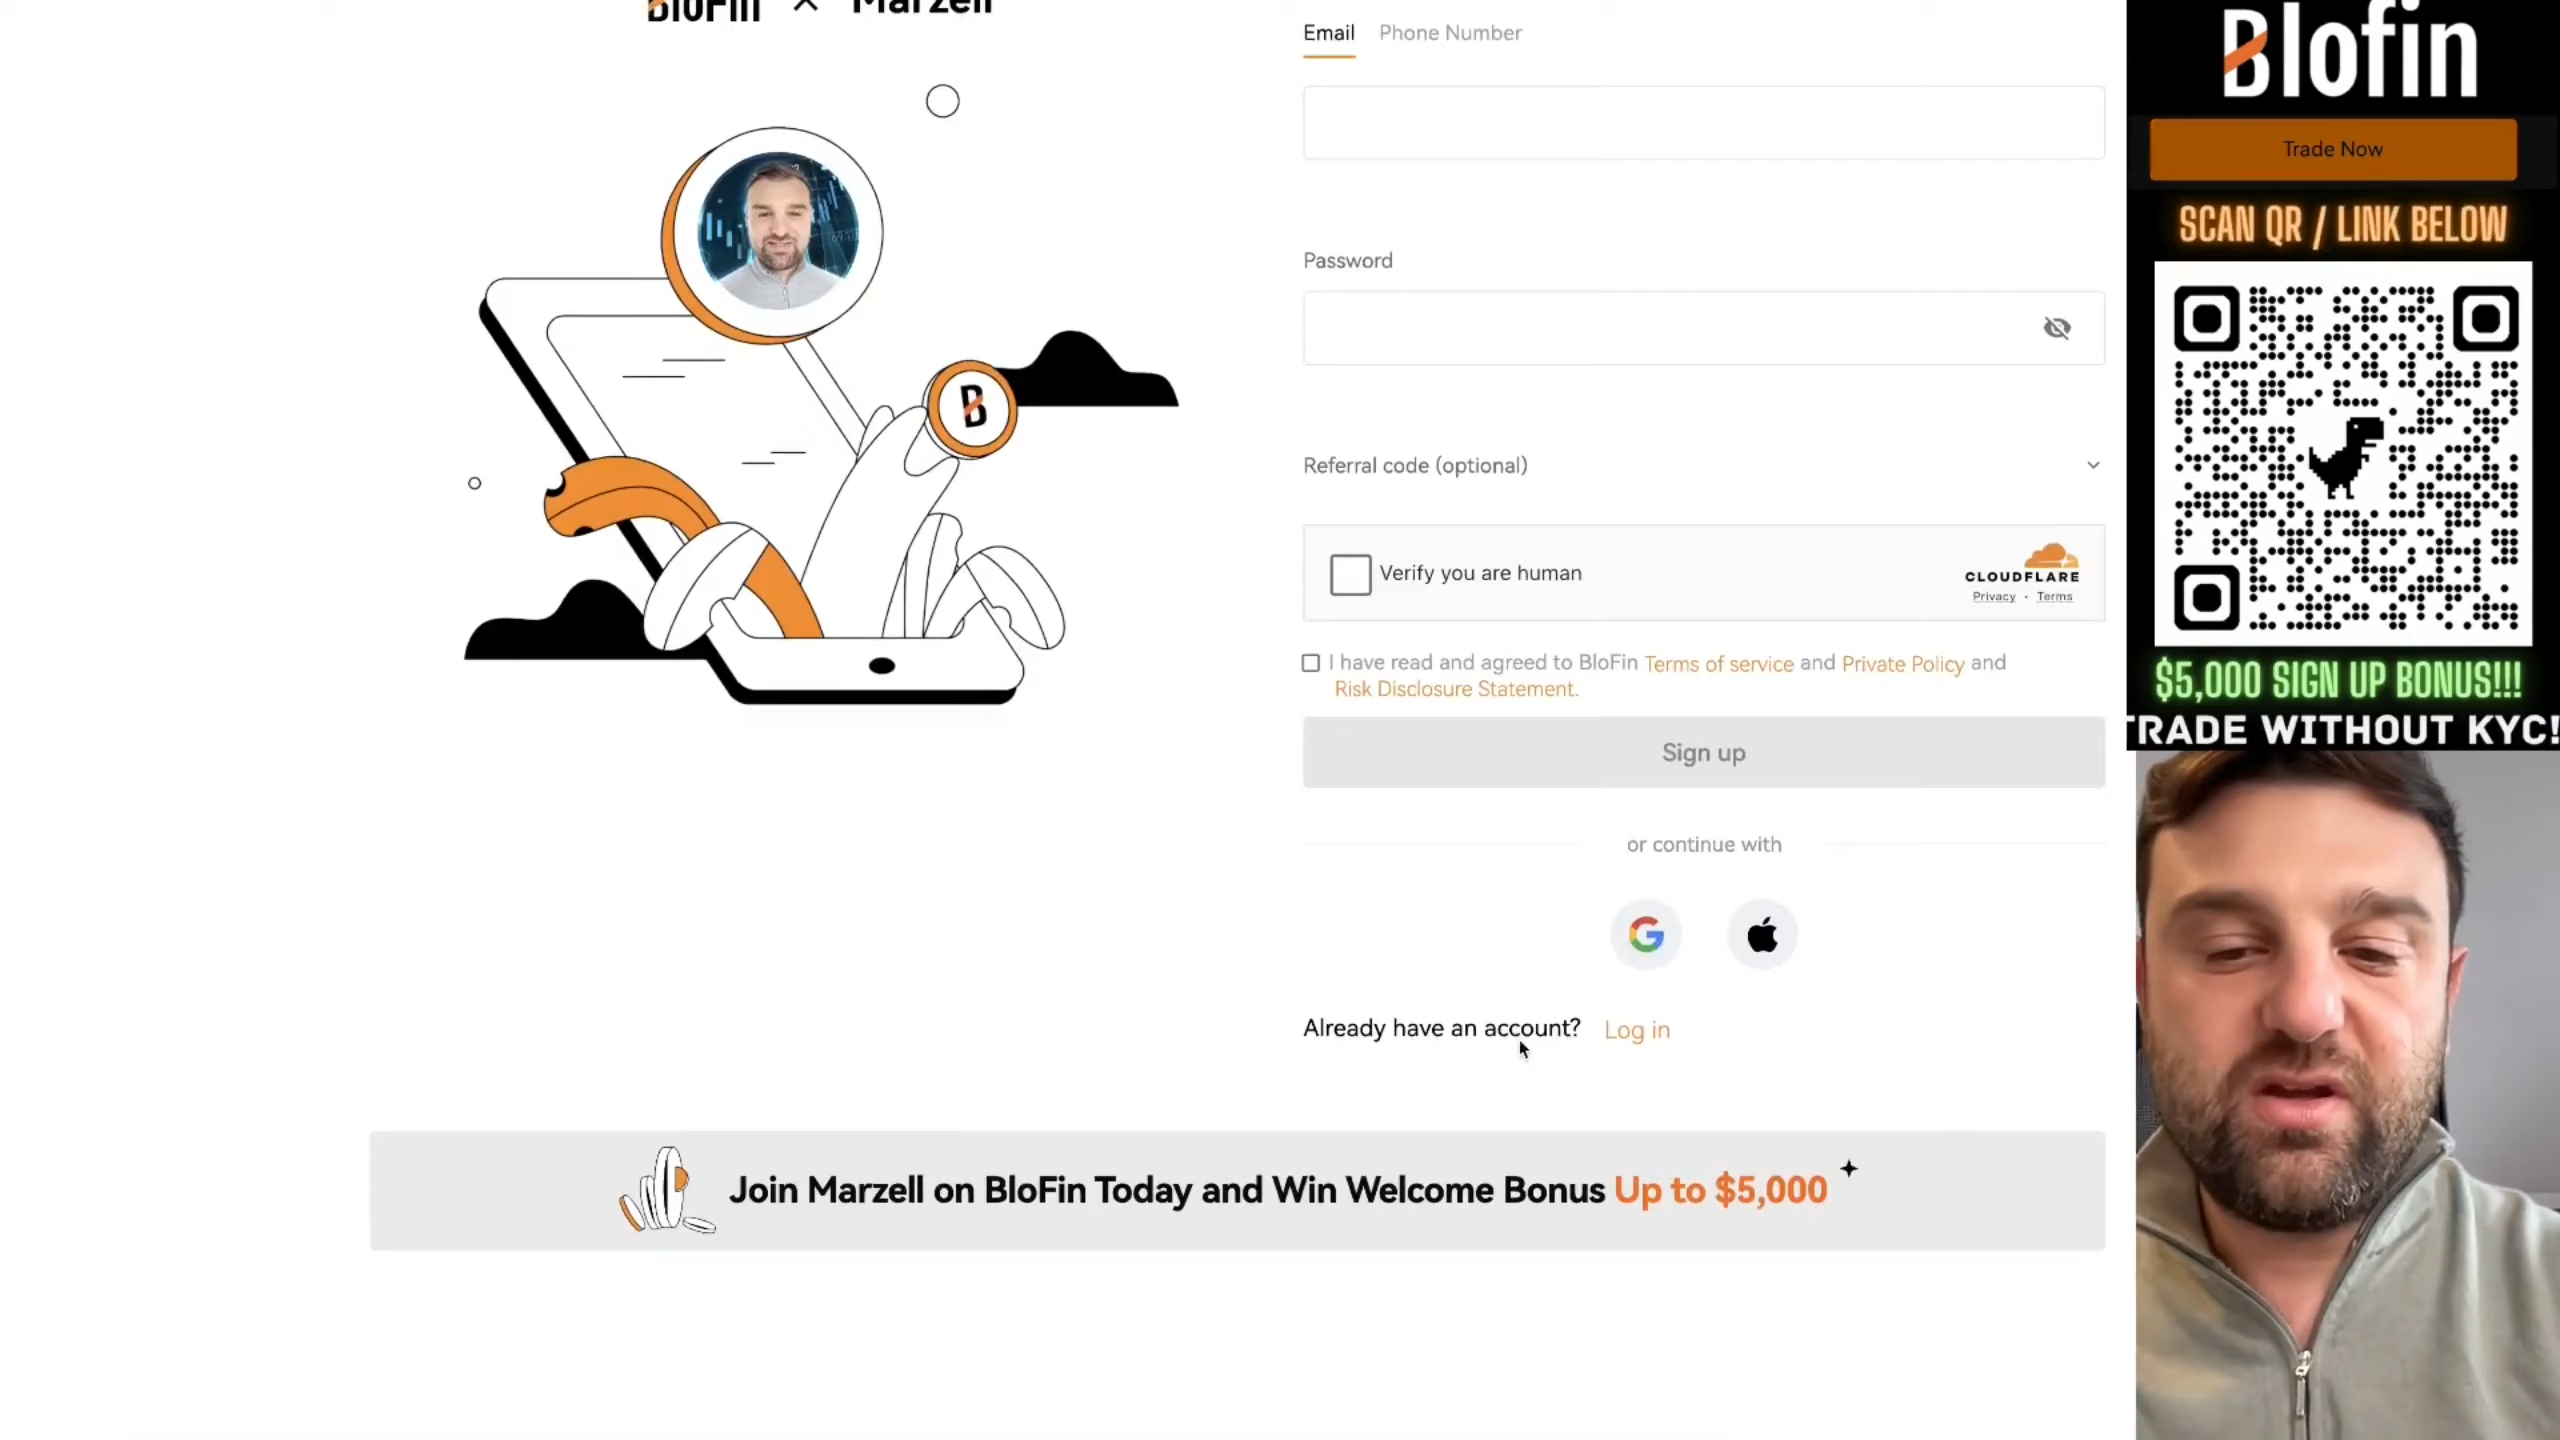 BloFin × Marzell
Email Phone Number
Password
Referral code (optional)
Verify you are human
CLOUDFLARE
Privacy · Terms
I have read and agreed to BloFin Terms of service and Private Policy and
Risk Disclosure Statement.
Sign up
or continue with
Already have an account? Log in
Join Marzell on BloFin Today and Win Welcome Bonus Up to $5,000
Blofin
Trade Now
SCAN QR / LINK BELOW
$5,000 SIGN UP BONUS!!!
TRADE WITHOUT KYC!